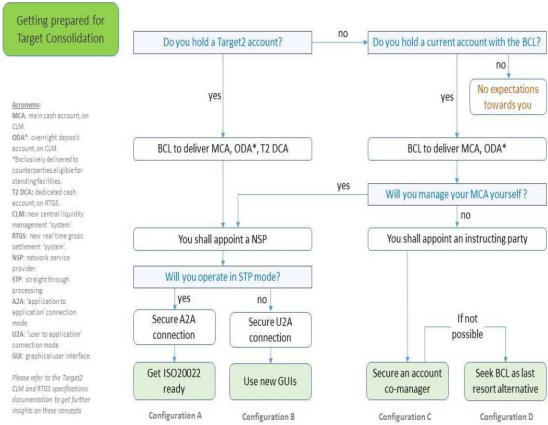 Getting prepared for
Target Consolidation
Do you hold a Target2 account?
no
Do you hold a current account with the BCL?
no
No expectations
towards you
yes
yes
Acronyms:
MCA: main cash account, on
CLM.
ODA*: overnight deposit
account, on CLM
*Exclusively delivered to
counterparties eligible for
standing facilities.
T2 DCA: dedicated cash
account; on RTGS.
CLM: new central liquidity
management 'system'.
RTGS: new real time gross
settlement 'system'.
NSP: network service
provider.
STP: straight through
processing.
A2A: 'application to
application' connection
mode.
U2A: 'user to application'
connection mode
GUI: graphical user interface.
Please refer to the Target2
CLM and RTGS specifications
documentation to get further
insights on these concepts
BCL to deliver MCA, ODA*, T2 DCA
BCL to deliver MCA, ODA*
yes
Will you manage your MCA yourself ?
no
You shall appoint a NSP
You shall appoint an instructing party
Will you operate in STP mode?
yes
no
Secure A2A
connection
Secure U2A
connection
If not
possible
Get ISO20022
ready
Use new GUIs
Secure an account
co-manager
Seek BCL as last
resort alternative
Configuration A
Configuration B
Configuration C
Configuration D